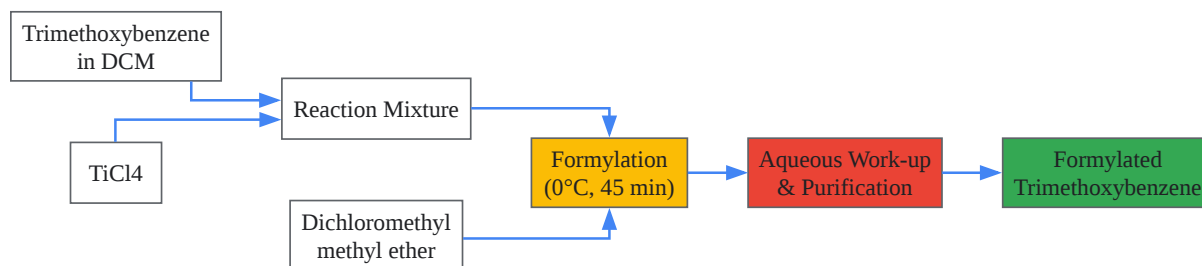 Trimethoxybenzene
in DCM
TiCl4
Reaction Mixture
Dichloromethyl
methyl ether
Formylation
(0°C, 45 min)
Aqueous Work-up
& Purification
Formylated
Trimethoxybenzene